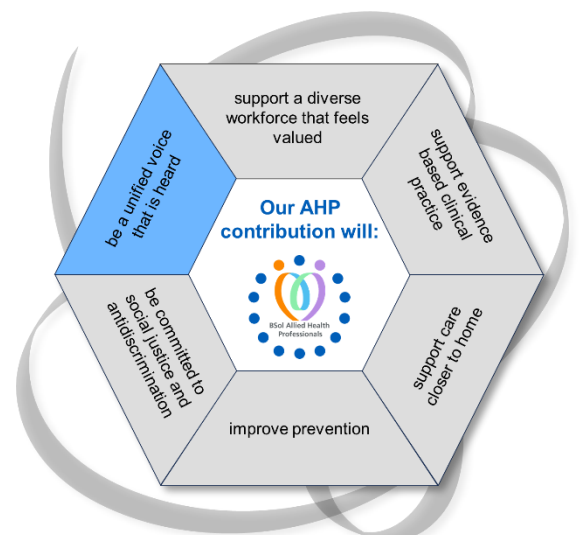 support a diverse
workforce that feels
valued
support evidence
based clinical
practice
support care
closer to home
improve prevention
be committed to
social justice and
antidiscrimination
be a unified voice
that is heard
Our AHP
contribution will:
BSol Allied Health
Professionals